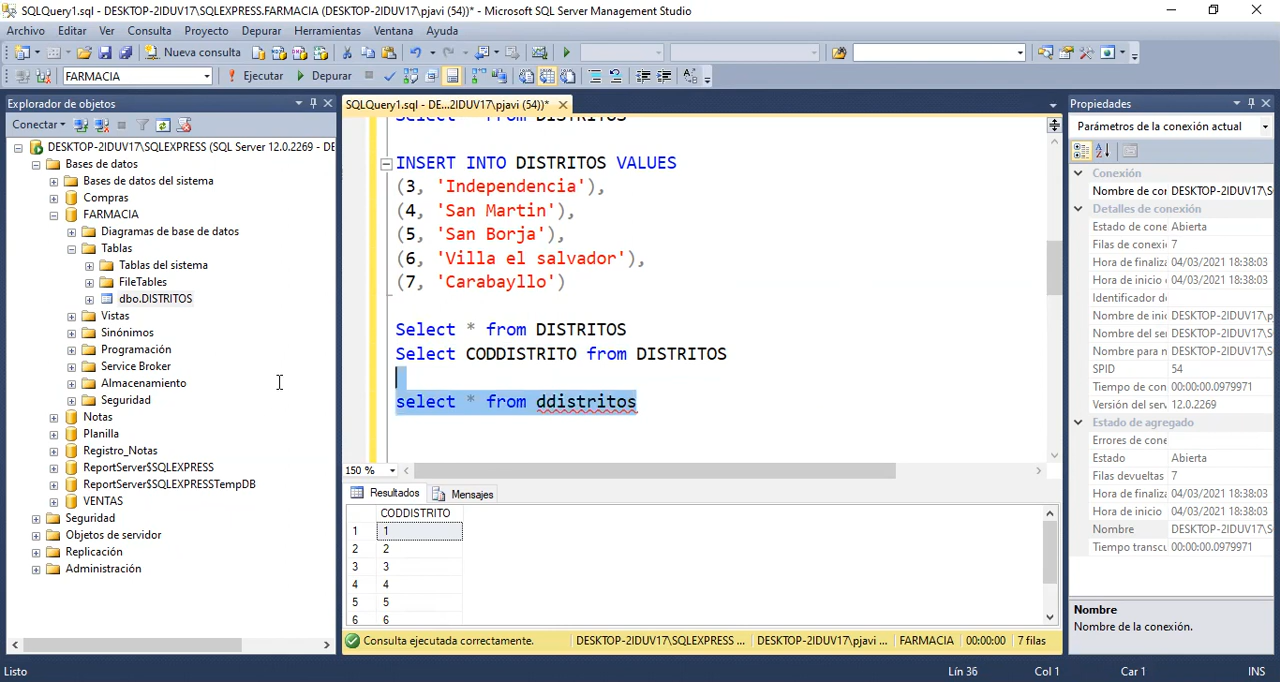 SQLQuery1.sql - DESKTOP-2IDUV17\SQLEXPRESS.FARMACIA (DESKTOP-2IDUV17\pjavi (54))* - Microsoft SQL Server Management Studio
Archivo Editar Ver Consulta Proyecto Depurar Herramientas Ventana Ayuda
Nueva consulta
FARMACIA Ejecutar Depurar
Explorador de objetos
Conectar
DESKTOP-2IDUV17\SQLEXPRESS (SQL Server 12.0.2269 - DE
Bases de datos
Bases de datos del sistema
Compras
FARMACIA
Diagramas de base de datos
Tablas
Tablas del sistema
FileTables
dbo.DISTRITOS
Vistas
Sinónimos
Programación
Service Broker
Almacenamiento
Seguridad
Notas
Planilla
Registro_Notas
ReportServer$SQLEXPRESS
ReportServer$SQLEXPRESSTempDB
VENTAS
Seguridad
Objetos de servidor
Replicación
Administración
SQLQuery1.sql - DE...2IDUV17\pjavi (54))*
Select * from DISTRITOS
INSERT INTO DISTRITOS VALUES
(3, 'Independencia'),
(4, 'San Martin'),
(5, 'San Borja'),
(6, 'Villa el salvador'),
(7, 'Carabayllo')
Select * from DISTRITOS
Select CODDISTRITO from DISTRITOS
select * from ddistritos
150 %
Resultados Mensajes
CODDISTRITO
1 1
2 2
3 3
4 4
5 5
6 6
Consulta ejecutada correctamente. DESKTOP-2IDUV17\SQLEXPRESS ... DESKTOP-2IDUV17\pjavi ... FARMACIA 00:00:00 7 filas
Propiedades
Parámetros de la conexión actual
Conexión
Nombre de cor DESKTOP-2IDUV17\S
Detalles de conexión
Estado de cone Abierta
Filas de conexi 7
Hora de finaliz 04/03/2021 18:38:03
Hora de inicio 04/03/2021 18:38:03
Identificador de
Nombre de inic DESKTOP-2IDUV17\p
Nombre del ser DESKTOP-2IDUV17\S
Nombre para n DESKTOP-2IDUV17\S
SPID 54
Tiempo de con 00:00:00.0979971
Versión del serv 12.0.2269
Estado de agregado
Errores de cone
Estado Abierta
Filas devueltas 7
Hora de finaliz 04/03/2021 18:38:03
Hora de inicio 04/03/2021 18:38:03
Nombre DESKTOP-2IDUV17\S
Tiempo transcu 00:00:00.0979971
Nombre
Nombre de la conexión.
Listo Lín 36 Col 1 Car 1 INS